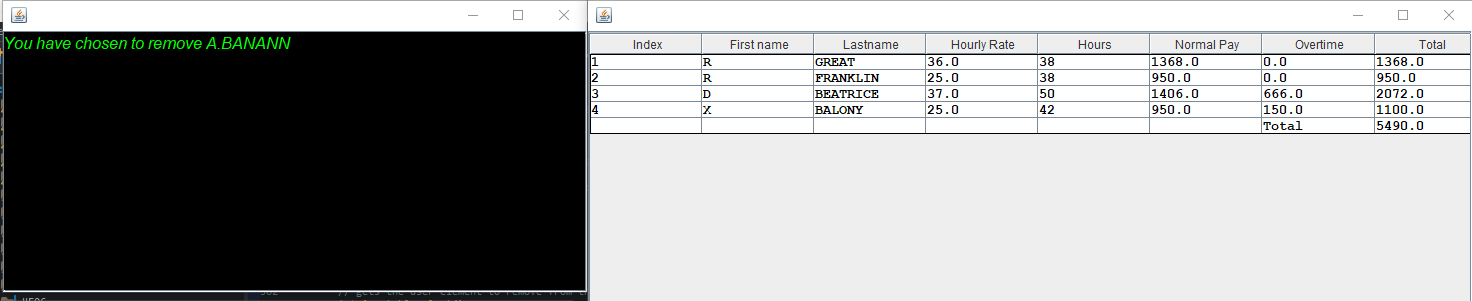 You have chosen to remove A.BANANN
Index First name Lastname Hourly Rate Hours Normal Pay Overtime Total
1 R GREAT 36.0 38 1368.0 0.0 1368.0
2 R FRANKLIN 25.0 38 950.0 0.0 950.0
3 D BEATRICE 37.0 50 1406.0 666.0 2072.0
4 X BALONY 25.0 42 950.0 150.0 1100.0
Total 5490.0